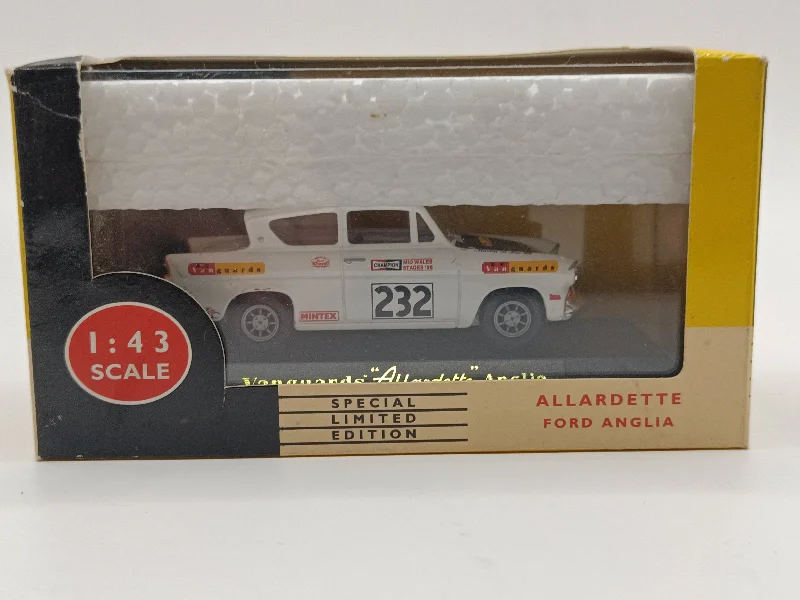 Vanguards
CHAMPION
MID WALES
STAGES '96
Vanguards
232
MINTEX
1:43
SCALE
Vanguards "Allardette" Anglia
SPECIAL
LIMITED
EDITION
ALLARDETTE
FORD ANGLIA